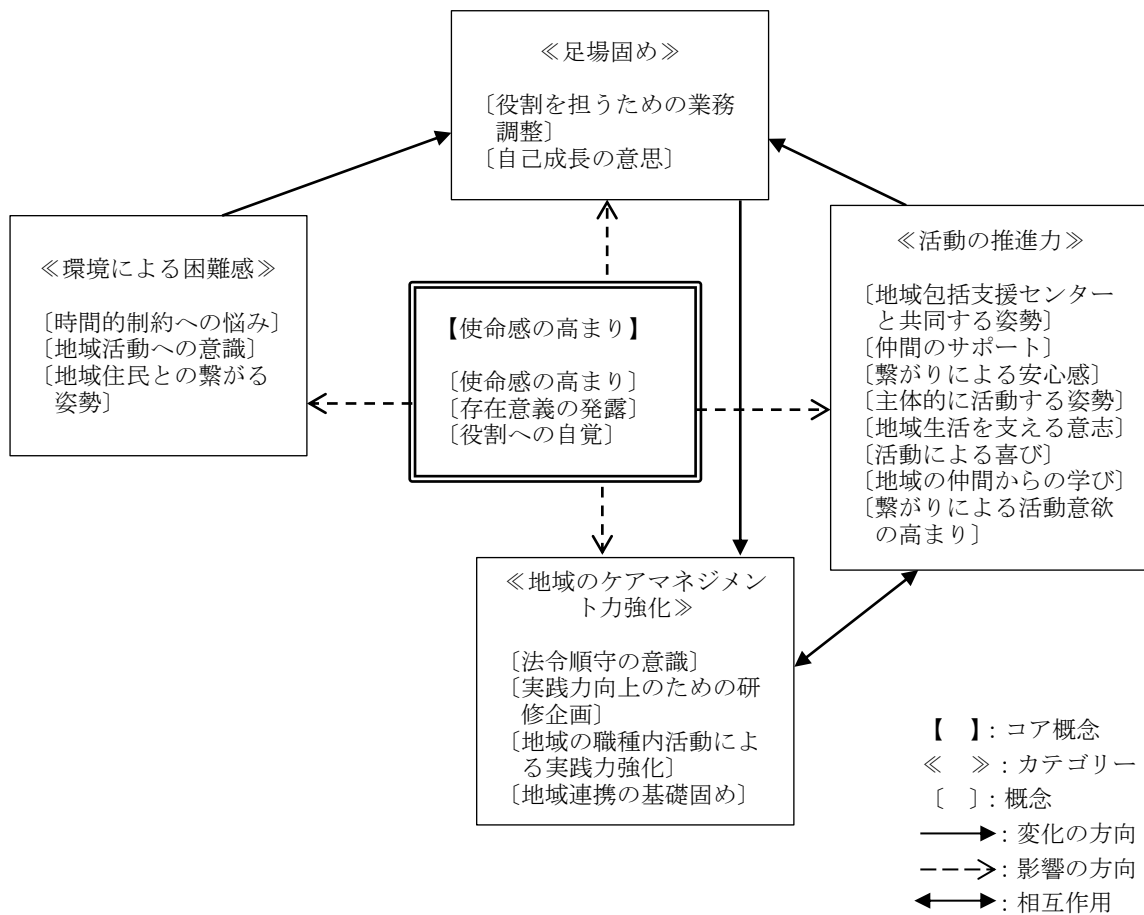 ≪足場固め≫
〔役割を担うための業務
調整〕
〔自己成長の意思〕
≪環境による困難感≫
〔時間的制約への悩み〕
〔地域活動への意識〕
〔地域住民との繋がる
姿勢〕
【使命感の高まり】
〔使命感の高まり〕
〔存在意義の発露〕
〔役割への自覚〕
≪活動の推進力≫
〔地域包括支援センター
と共同する姿勢〕
〔仲間のサポート〕
〔繋がりによる安心感〕
〔主体的に活動する姿勢〕
〔地域生活を支える意志〕
〔活動による喜び〕
〔地域の仲間からの学び〕
〔繋がりによる活動意欲
の高まり〕
≪地域のケアマネジメン
ト力強化≫
〔法令順守の意識〕
〔実践力向上のための研
修企画〕
〔地域の職種内活動によ
る実践力強化〕
〔地域連携の基礎固め〕
【　】：コア概念
≪　≫：カテゴリー
〔　〕：概念
：変化の方向
：影響の方向
：相互作用